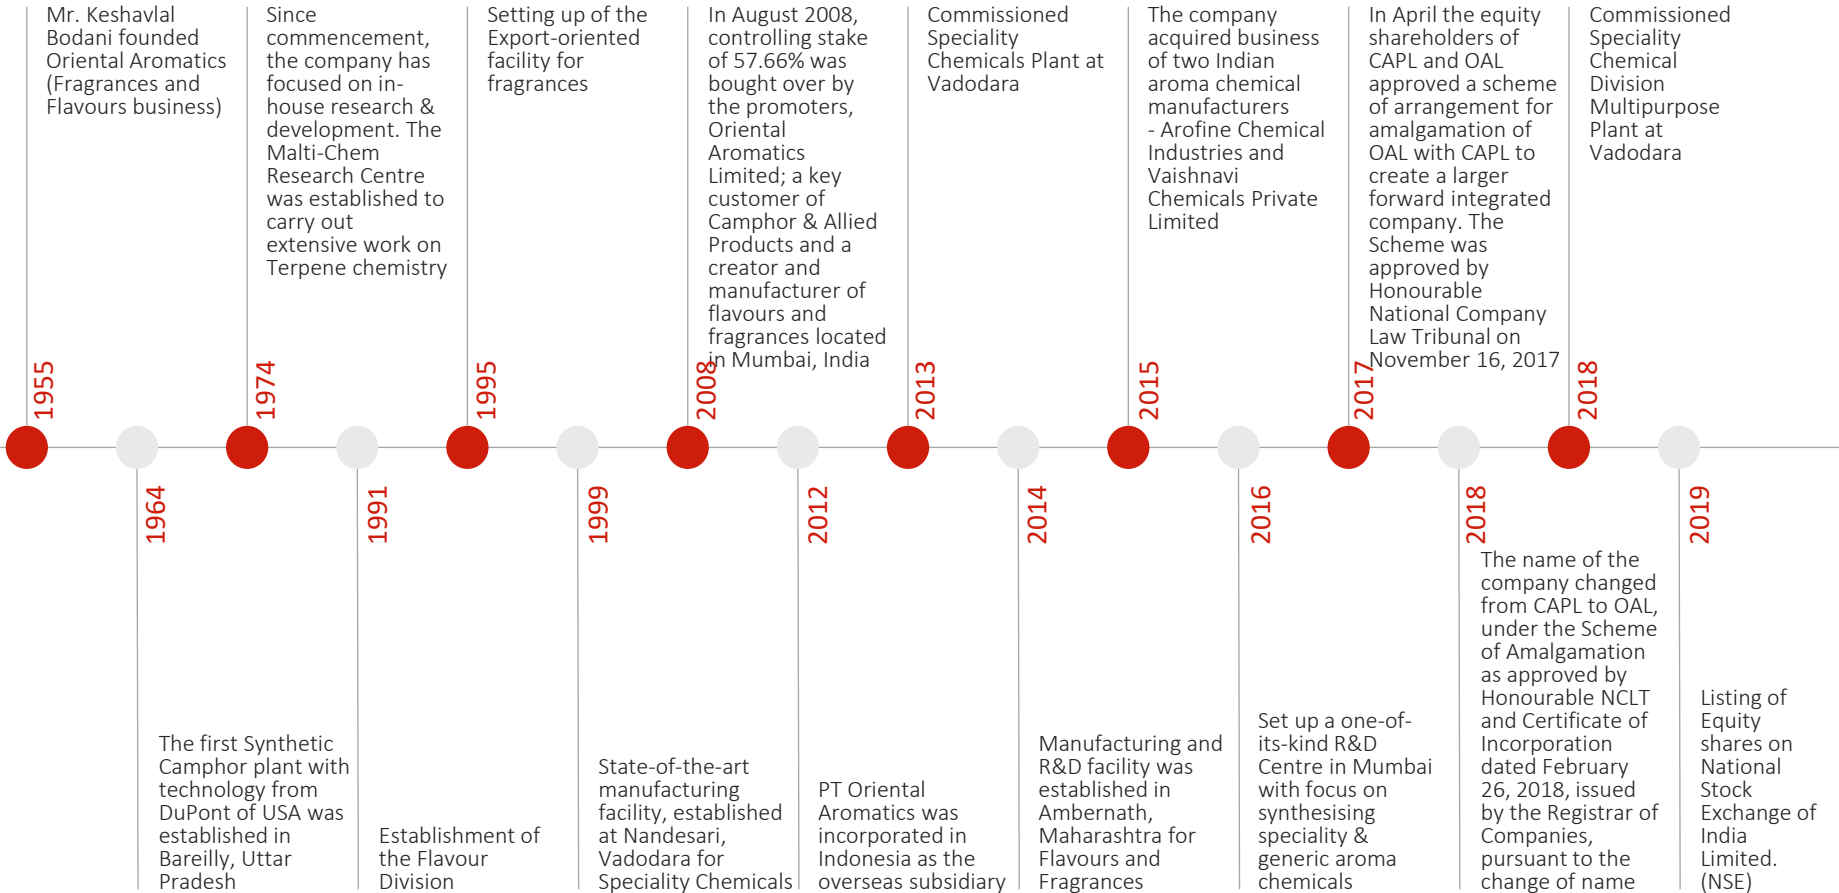 Mr. Keshavlal
Bodani founded
Oriental Aromatics
(Fragrances and
Flavours business)
1955
The first Synthetic
Camphor plant with
technology from
DuPont of USA was
established in
Bareilly, Uttar
Pradesh
1964
Since
commencement,
the company has
focused on in-
house research &
development. The
Malti-Chem
Research Centre
was established to
carry out
extensive work on
Terpene chemistry
1974
1991
Establishment of
the Flavour
Division
Setting up of the
Export-oriented
facility for
fragrances
1995
1999
State-of-the-art
manufacturing
facility, established
at Nandesari,
Vadodara for
Speciality Chemicals
In August 2008,
controlling stake
of 57.66% was
bought over by
the promoters,
Oriental
Aromatics
Limited; a key
customer of
Camphor & Allied
Products and a
creator and
manufacturer of
flavours and
fragrances located
in Mumbai, India
2008
2012
PT Oriental
Aromatics was
incorporated in
Indonesia as the
overseas subsidiary
Commissioned
Speciality
Chemicals Plant at
Vadodara
2013
2014
Manufacturing and
R&D facility was
established in
Ambernath,
Maharashtra for
Flavours and
Fragrances
The company
acquired business
of two Indian
aroma chemical
manufacturers
- Arofine Chemical
Industries and
Vaishnavi
Chemicals Private
Limited
2015
2016
Set up a one-of-
its-kind R&D
Centre in Mumbai
with focus on
synthesising
speciality &
generic aroma
chemicals
In April the equity
shareholders of
CAPL and OAL
approved a scheme
of arrangement for
amalgamation of
OAL with CAPL to
create a larger
forward integrated
company. The
Scheme was
approved by
Honourable
National Company
Law Tribunal on
November 16, 2017
2017
2018
The name of the
company changed
from CAPL to OAL,
under the Scheme
of Amalgamation
as approved by
Honourable NCLT
and Certificate of
Incorporation
dated February
26, 2018, issued
by the Registrar of
Companies,
pursuant to the
change of name
Commissioned
Speciality
Chemical
Division
Multipurpose
Plant at
Vadodara
2018
2019
Listing of
Equity
shares on
National
Stock
Exchange of
India
Limited.
(NSE)